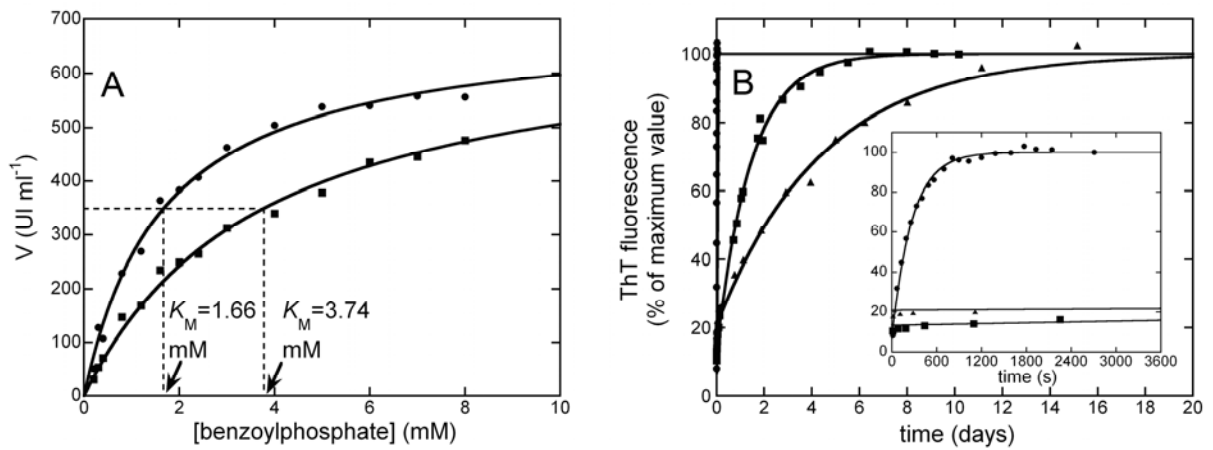 A
V (UI ml⁻¹)
700
600
500
400
300
200
100
0
K_M=1.66
mM
K_M=3.74
mM
0 2 4 6 8 10
[benzoylphosphate] (mM)
B
ThT fluorescence
(% of maximum value)
100
80
60
40
20
0
0 2 4 6 8 10 12 14 16 18 20
time (days)
100
80
60
40
20
0
0 600 1200 1800 2400 3000 3600
time (s)